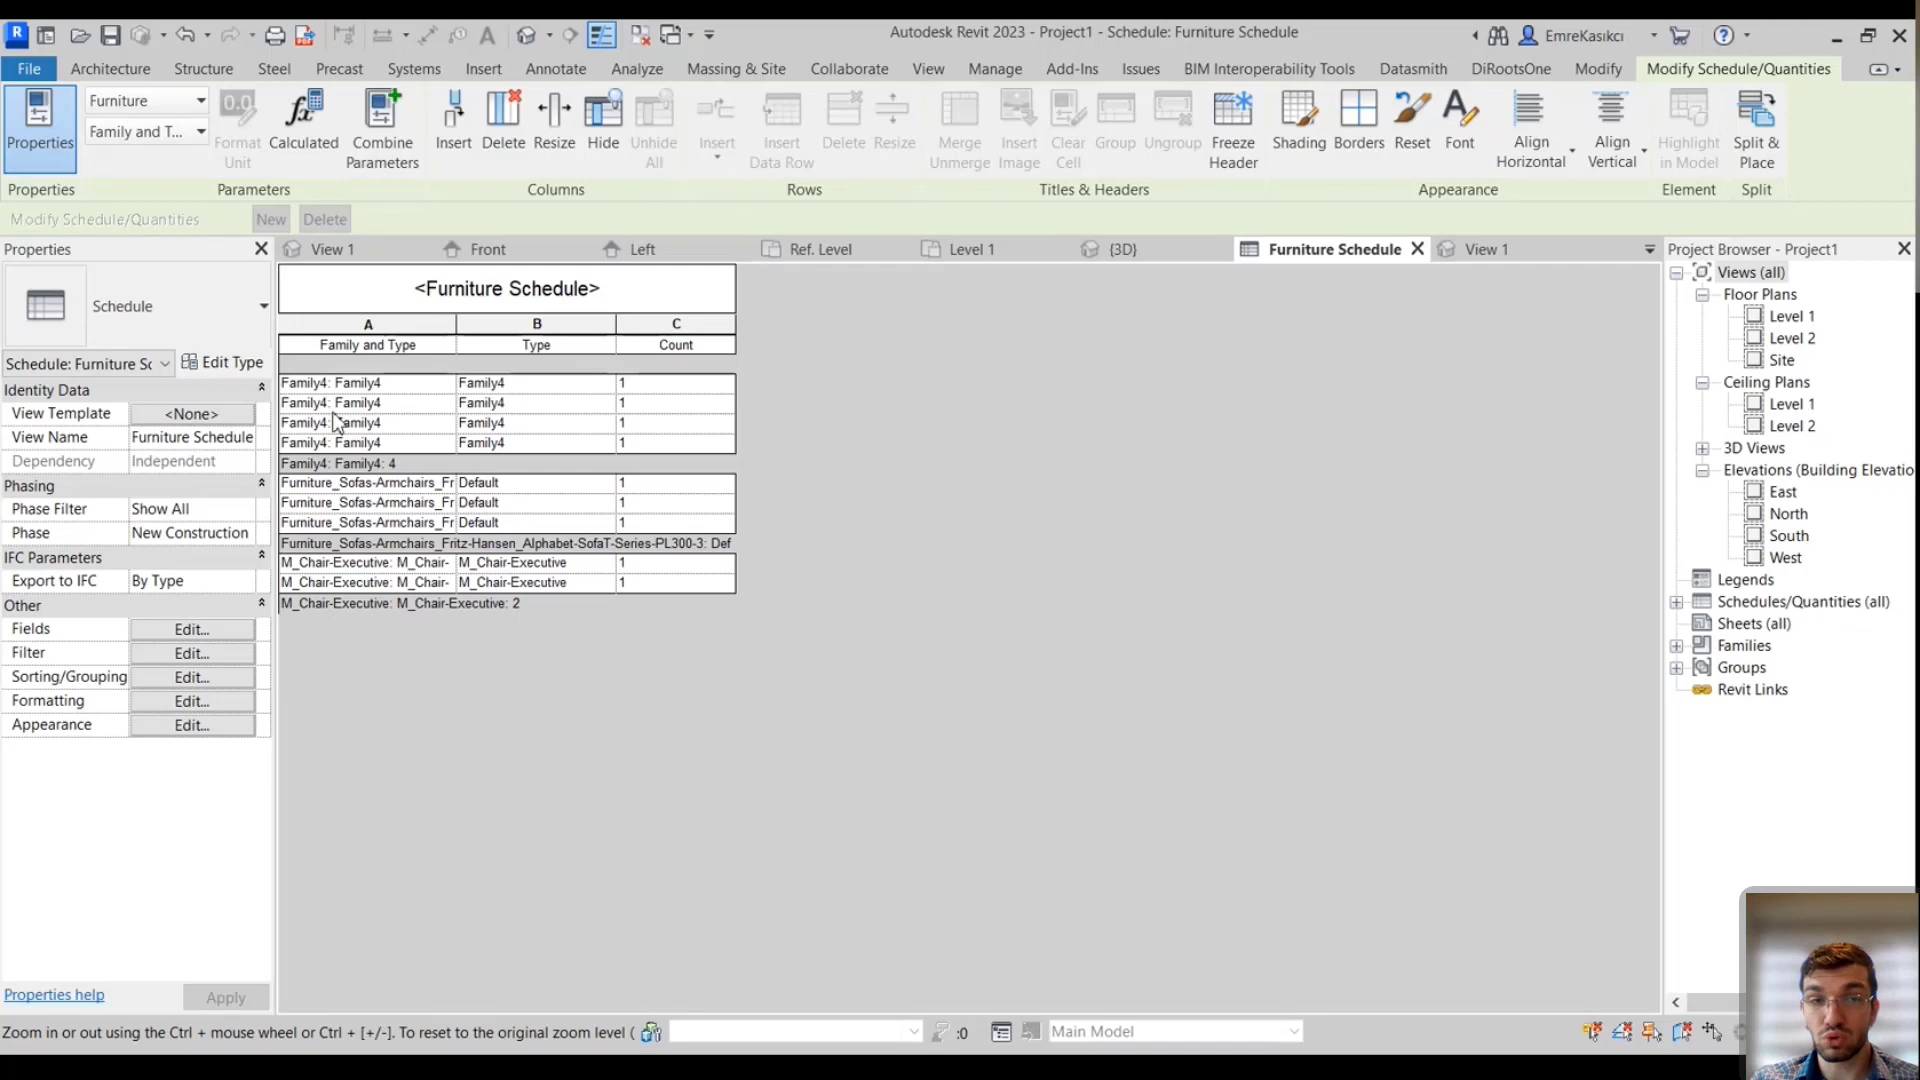 Autodesk Revit 2023 - Project1 - Schedule: Furniture Schedule
EmreKasıkcı
File Architecture Structure Steel Precast Systems Insert Annotate Analyze Massing & Site Collaborate View Manage Add-Ins Issues BIM Interoperability Tools Datasmith DiRootsOne Modify Modify Schedule/Quantities
Properties
Furniture
Family and T...
Format Unit
Calculated
Combine Parameters
Insert
Delete
Resize
Hide
Unhide All
Insert
Insert Data Row
Delete
Resize
Merge Unmerge
Insert Image
Clear Cell
Group
Ungroup
Freeze Header
Shading
Borders
Reset
Font
Align Horizontal
Align Vertical
Highlight in Model
Split & Place
Properties Parameters Columns Rows Titles & Headers Appearance Element Split
Modify Schedule/Quantities New Delete
Properties
View 1 Front Left Ref. Level Level 1 {3D} Furniture Schedule View 1
Project Browser - Project1
Schedule
Schedule: Furniture Sc Edit Type
Identity Data
View Template <None>
View Name Furniture Schedule
Dependency Independent
Phasing
Phase Filter Show All
Phase New Construction
IFC Parameters
Export to IFC By Type
Other
Fields Edit...
Filter Edit...
Sorting/Grouping Edit...
Formatting Edit...
Appearance Edit...
Properties help Apply
<Furniture Schedule>
A B C
Family and Type Type Count
Family4: Family4 Family4 1
Family4: Family4 Family4 1
Family4: Family4 Family4 1
Family4: Family4 Family4 1
Family4: Family4: 4
Furniture_Sofas-Armchairs_Fr Default 1
Furniture_Sofas-Armchairs_Fr Default 1
Furniture_Sofas-Armchairs_Fr Default 1
Furniture_Sofas-Armchairs_Fritz-Hansen_Alphabet-SofaT-Series-PL300-3: Def
M_Chair-Executive: M_Chair- M_Chair-Executive 1
M_Chair-Executive: M_Chair- M_Chair-Executive 1
M_Chair-Executive: M_Chair-Executive: 2
Views (all)
Floor Plans
Level 1
Level 2
Site
Ceiling Plans
Level 1
Level 2
3D Views
Elevations (Building Elevatio
East
North
South
West
Legends
Schedules/Quantities (all)
Sheets (all)
Families
Groups
Revit Links
Zoom in or out using the Ctrl + mouse wheel or Ctrl + [+/-]. To reset to the original zoom level (
:0
Main Model